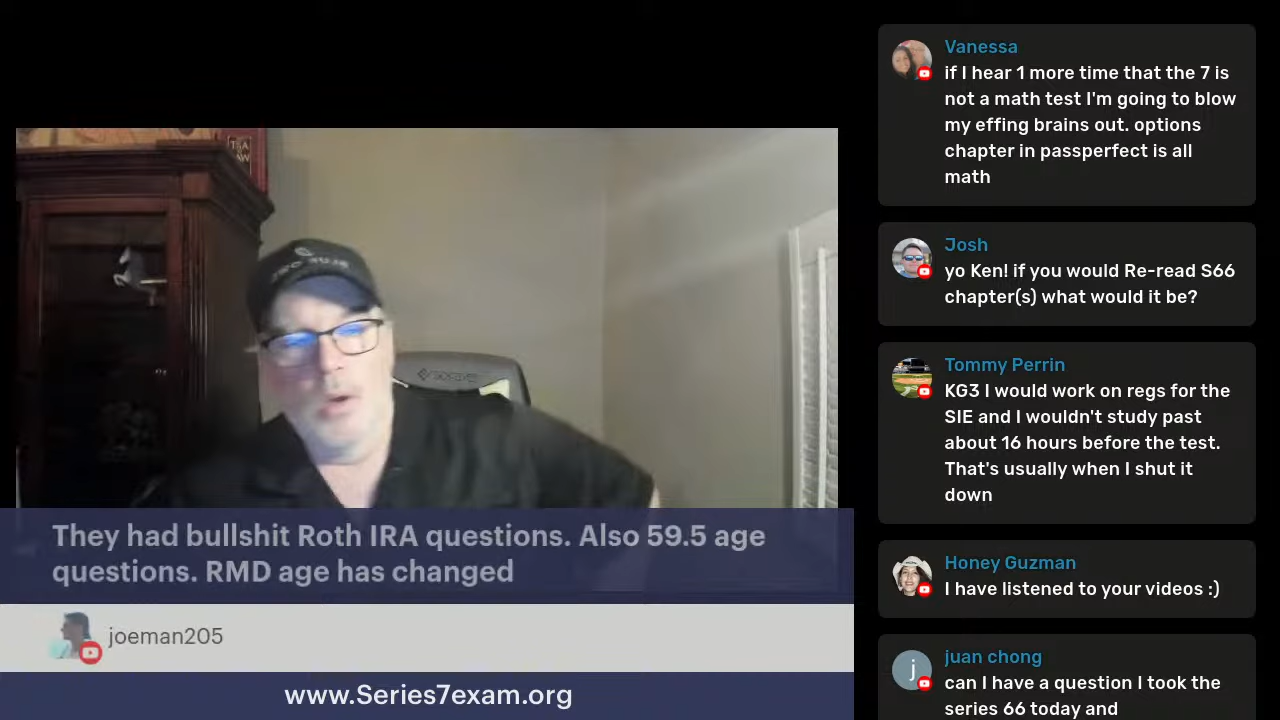 Vanessa
if I hear 1 more time that the 7 is
not a math test I'm going to blow
my effing brains out. options
chapter in passperfect is all
math
Josh
yo Ken! if you would Re-read S66
chapter(s) what would it be?
Tommy Perrin
KG3 I would work on regs for the
SIE and I wouldn't study past
about 16 hours before the test.
That's usually when I shut it
down
Honey Guzman
I have listened to your videos :)
j
juan chong
can I have a question I took the
series 66 today and
They had bullshit Roth IRA questions. Also 59.5 age
questions. RMD age has changed
joeman205
www.Series7exam.org